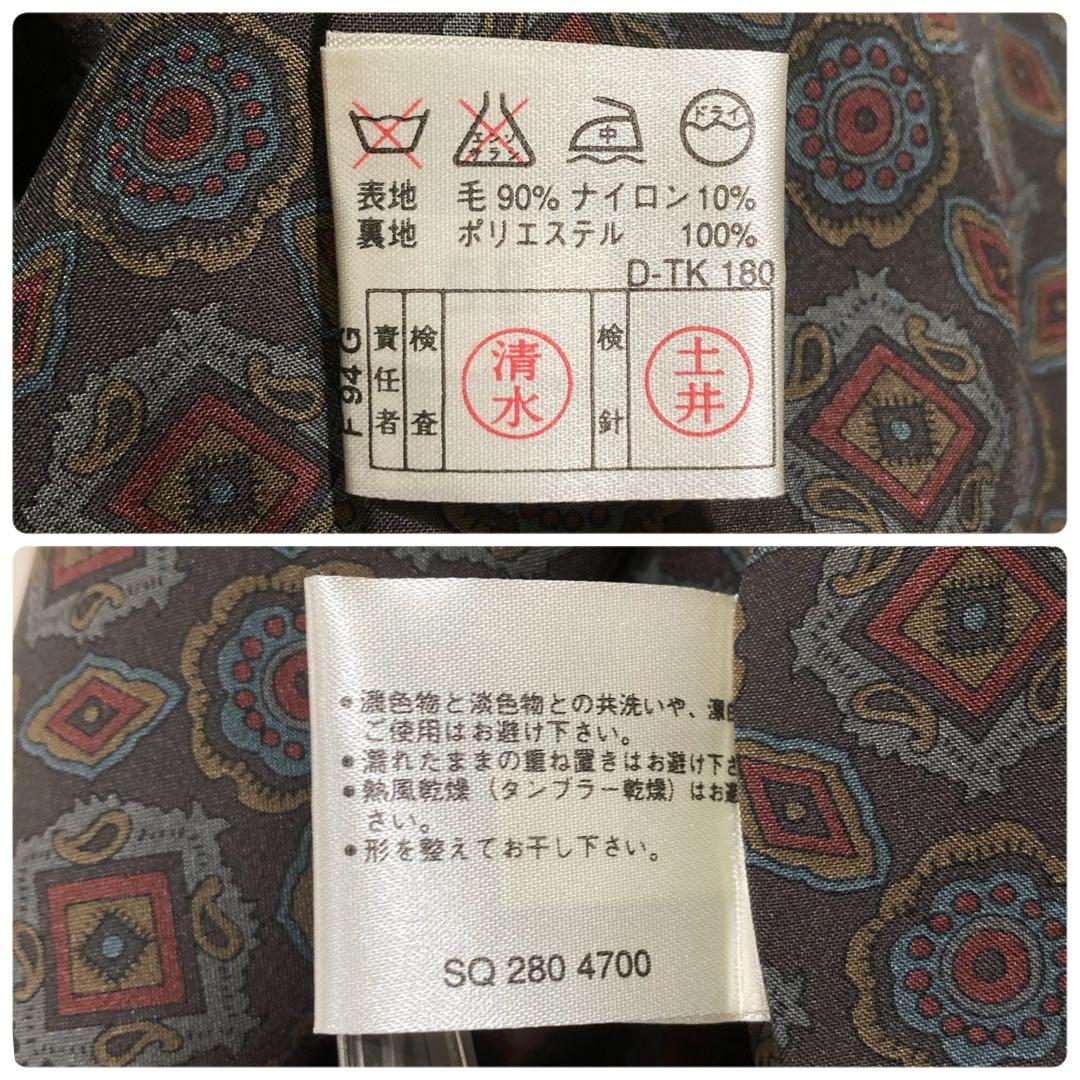 エンソ
サラン
中
ドライ
表地 毛 90% ナイロン10%
裏地 ポリエステル 100%
D-TK 180
F 94 G
責任者
検査
清水
検針
土井
●濃色物と淡色物との共洗いや、漂白
ご使用はお避け下さい。
●濡れたままの重ね置きはお避け下さ
●熱風乾燥（タンブラー乾燥）はお避
さい。
●形を整えてお干し下さい。
SQ 280 4700